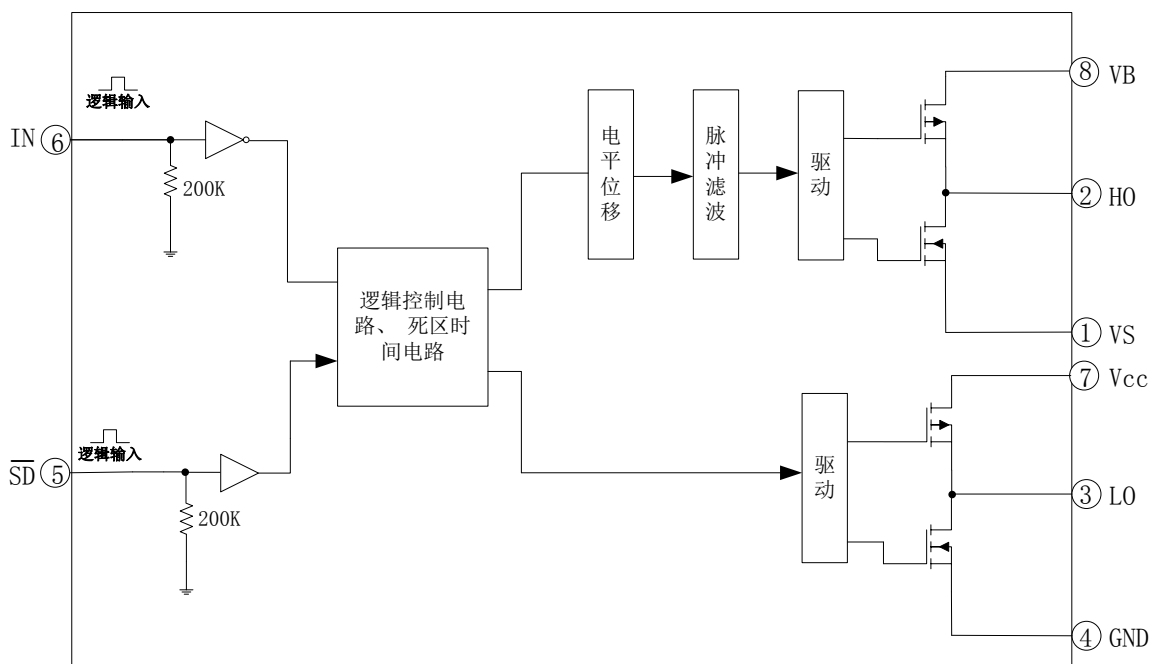 逻辑输入
IN ⑥
200K
逻辑输入
SD ⑤
200K
逻辑控制电
路、 死区时
间电路
电平位移
脉冲滤波
驱动
驱动
⑧ VB
② HO
① VS
⑦ Vcc
③ LO
④ GND